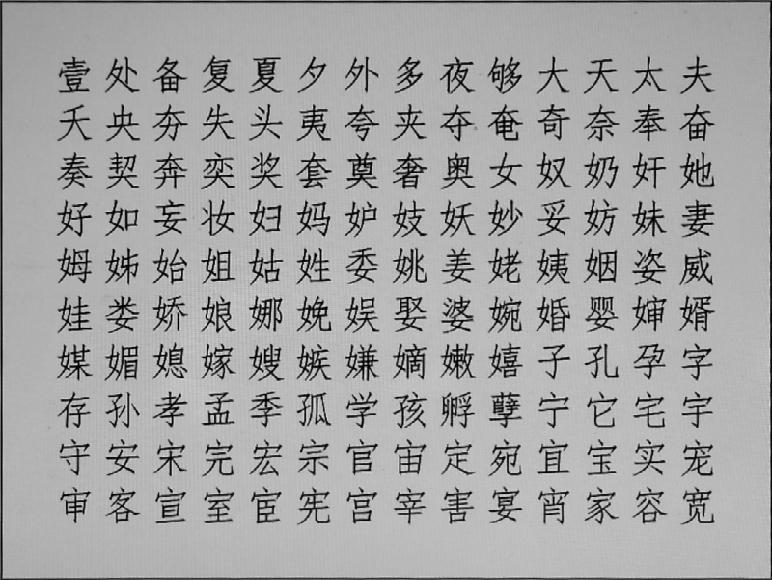 壹处备复夏夕外多夜够大天太夫
夭央夯失头夷夸夹夺奄奇奈奉奋
奏契奔奕奖套奠奢奥女奴奶奸她
好如妄妆妇妈妒妓妖妙妥妨妹妻
姆姊始姐姑姓委姚姜姥姨姻姿威
娃娄娇娘娜娩娱娶婆婉婚婴婶婿
媒媚媳嫁嫂嫉嫌嫡嫩嬉子孔孕字
存孙孝孟季孤学孩孵孽宁它宅宇
守安宋完宏宗官宙定宛宜宝实宠
审客宣室宦宪宫宰害宴宵家容宽